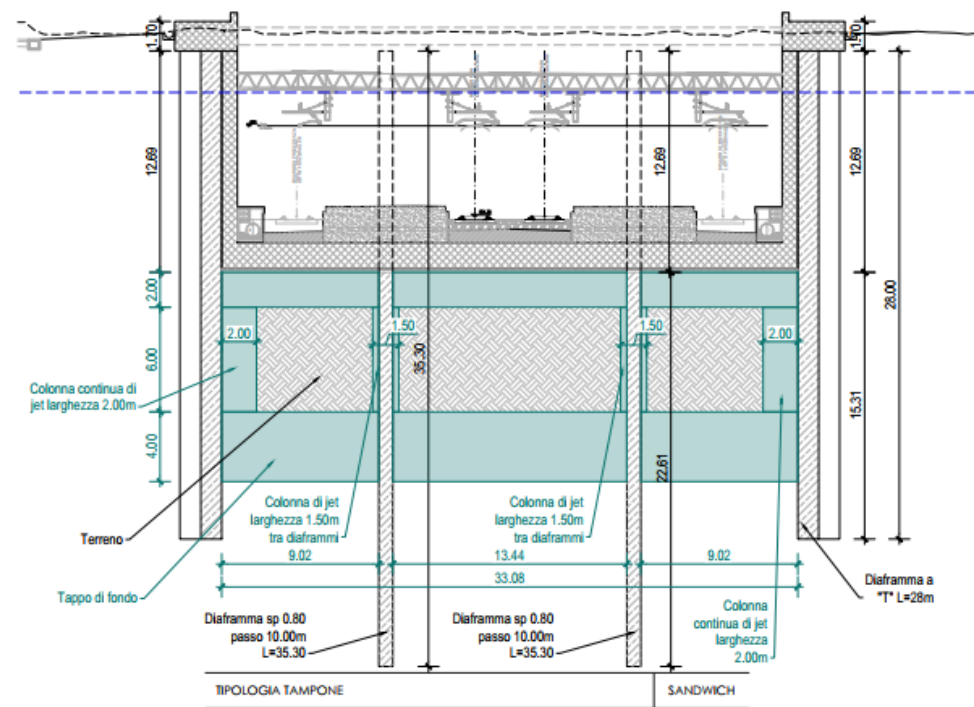 1.70
1.70
12.69
12.69
12.69
28.00
2.00
2.00
1.50
1.50
2.00
6.00
35.30
Colonna continua di
jet larghezza 2.00m
15.31
4.00
22.61
Colonna di jet
larghezza 1.50m
tra diaframmi
Colonna di jet
larghezza 1.50m
tra diaframmi
Terreno
9.02
13.44
9.02
33.08
Tappo di fondo
Diaframma a
"T" L=28m
Diaframma sp 0.80
passo 10.00m
L=35.30
Diaframma sp 0.80
passo 10.00m
L=35.30
Colonna
continua di jet
larghezza
2.00m
TIPOLOGIA TAMPONE
SANDWICH